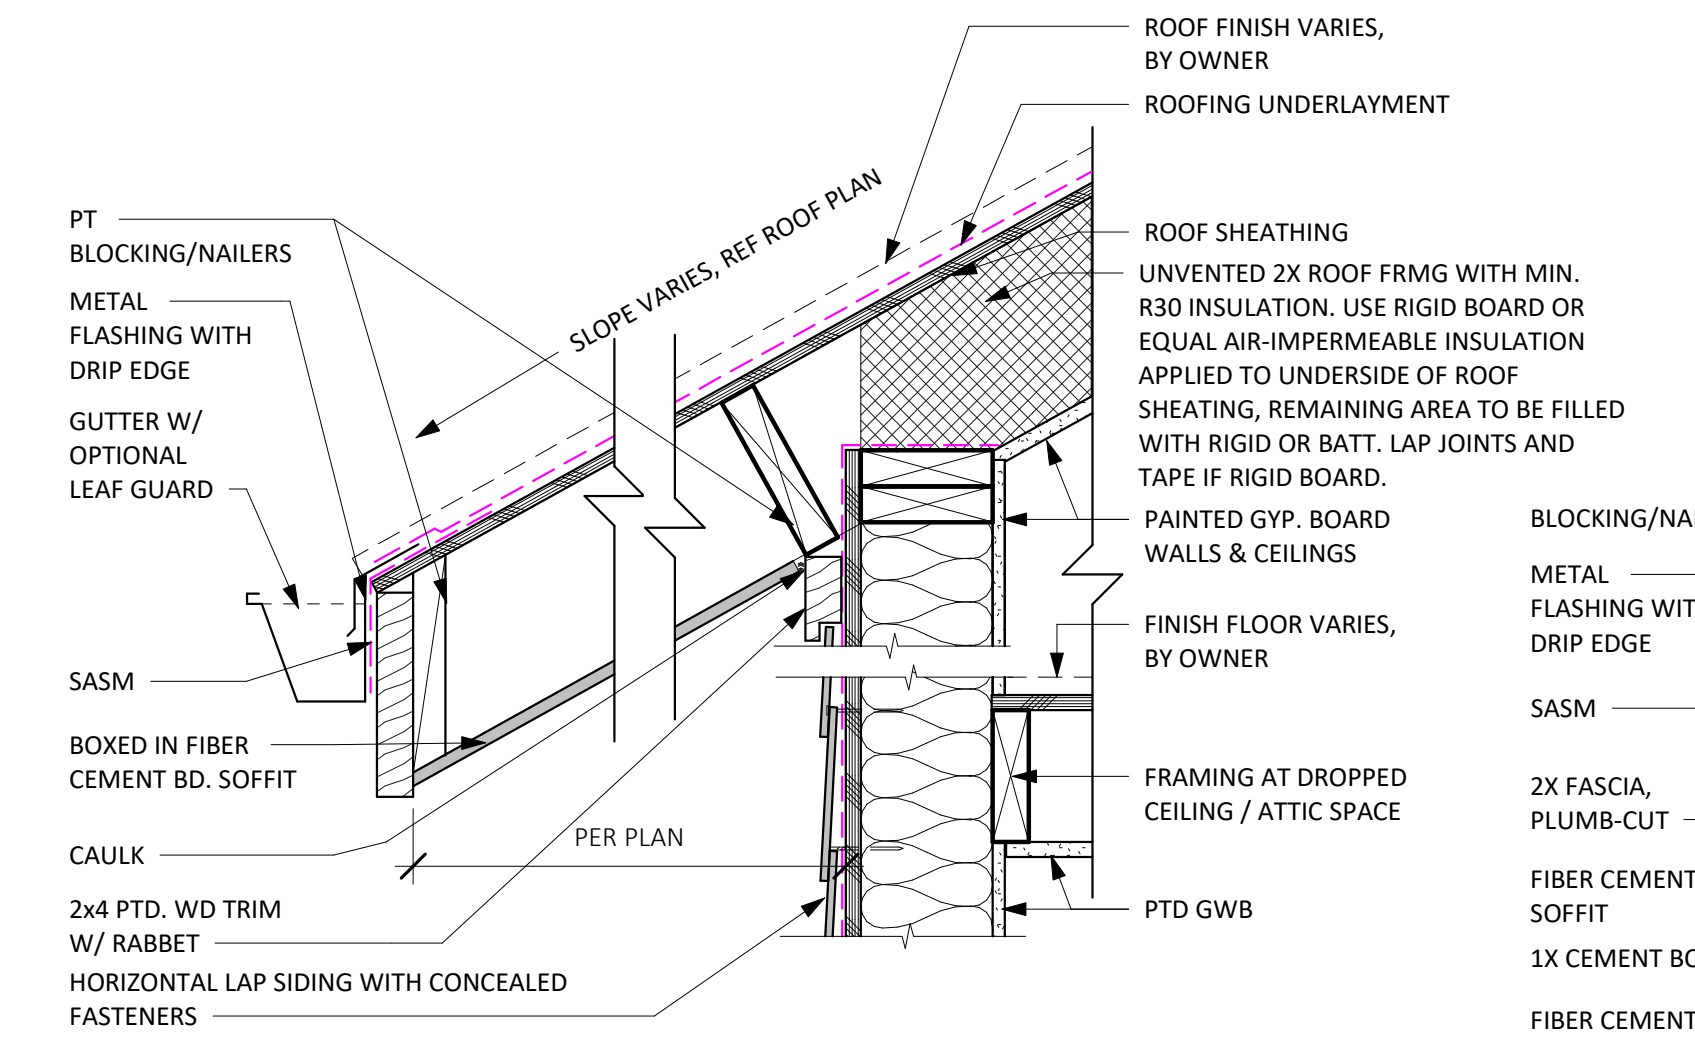 ROOF FINISH VARIES,
BY OWNER
ROOFING UNDERLAYMENT
SLOPE VARIES, REF ROOF PLAN
PT
BLOCKING/NAILERS
METAL
FLASHING WITH
DRIP EDGE
GUTTER W/
OPTIONAL
LEAF GUARD
SASM
BOXED IN FIBER
CEMENT BD. SOFFIT
CAULK
2x4 PTD. WD TRIM
W/ RABBET
HORIZONTAL LAP SIDING WITH CONCEALED
FASTENERS
PER PLAN
ROOF SHEATHING
UNVENTED 2X ROOF FRMG WITH MIN.
R30 INSULATION. USE RIGID BOARD OR
EQUAL AIR-IMPERMEABLE INSULATION
APPLIED TO UNDERSIDE OF ROOF
SHEATING, REMAINING AREA TO BE FILLED
WITH RIGID OR BATT. LAP JOINTS AND
TAPE IF RIGID BOARD.
PAINTED GYP. BOARD
WALLS & CEILINGS
FINISH FLOOR VARIES,
BY OWNER
FRAMING AT DROPPED
CEILING / ATTIC SPACE
PTD GWB
METAL
FLASHING
DRIP EDGE
SASM
2X FASCIA,
PLUMB-CUT
FIBER CEMENT
SOFFIT
1X CEMENT
FIBER CEMENT